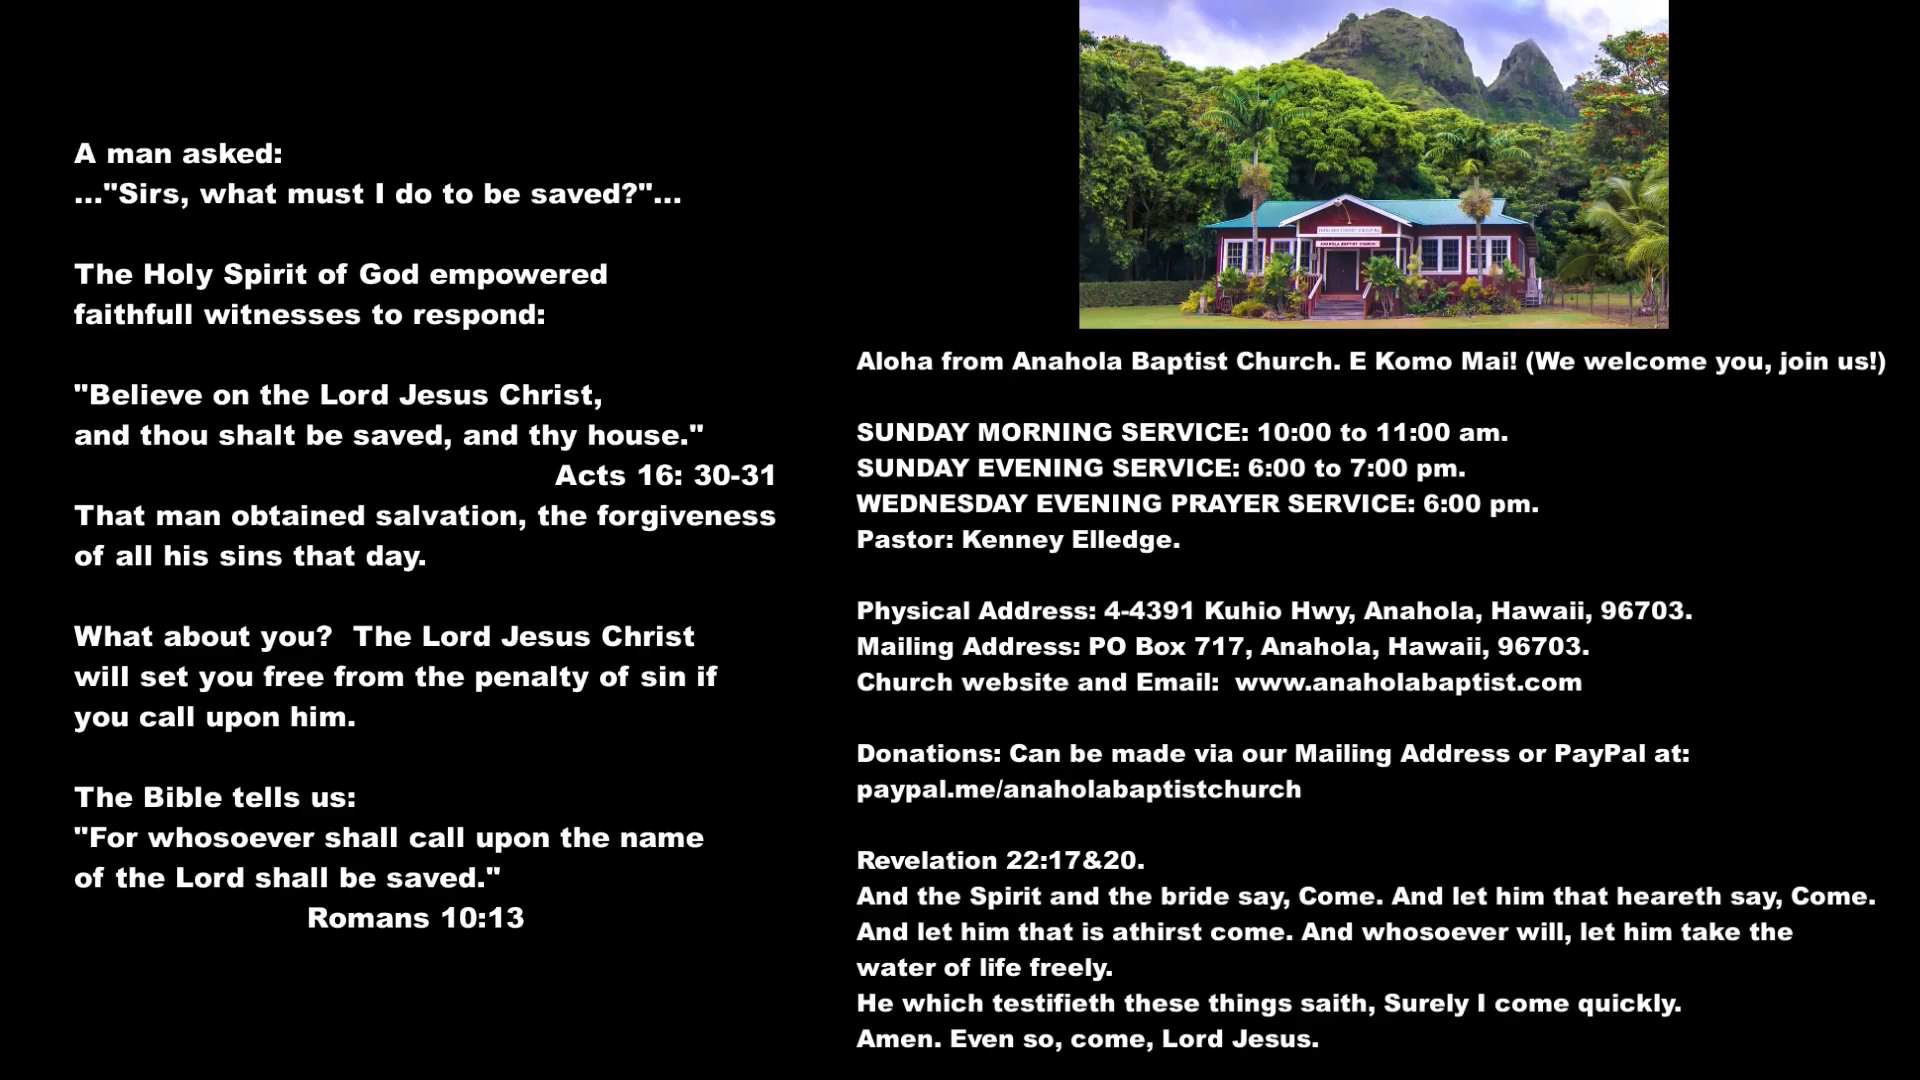 A man asked:
..."Sirs, what must I do to be saved?"...
The Holy Spirit of God empowered
faithfull witnesses to respond:
"Believe on the Lord Jesus Christ,
and thou shalt be saved, and thy house."
Acts 16: 30-31
That man obtained salvation, the forgiveness
of all his sins that day.
What about you?  The Lord Jesus Christ
will set you free from the penalty of sin if
you call upon him.
The Bible tells us:
"For whosoever shall call upon the name
of the Lord shall be saved."
Romans 10:13
ANAHOLA BAPTIST CHURCH
Aloha from Anahola Baptist Church. E Komo Mai! (We welcome you, join us!)
SUNDAY MORNING SERVICE: 10:00 to 11:00 am.
SUNDAY EVENING SERVICE: 6:00 to 7:00 pm.
WEDNESDAY EVENING PRAYER SERVICE: 6:00 pm.
Pastor: Kenney Elledge.
Physical Address: 4-4391 Kuhio Hwy, Anahola, Hawaii, 96703.
Mailing Address: PO Box 717, Anahola, Hawaii, 96703.
Church website and Email:  www.anaholabaptist.com
Donations: Can be made via our Mailing Address or PayPal at:
paypal.me/anaholabaptistchurch
Revelation 22:17&20.
And the Spirit and the bride say, Come. And let him that heareth say, Come.
And let him that is athirst come. And whosoever will, let him take the
water of life freely.
He which testifieth these things saith, Surely I come quickly.
Amen. Even so, come, Lord Jesus.